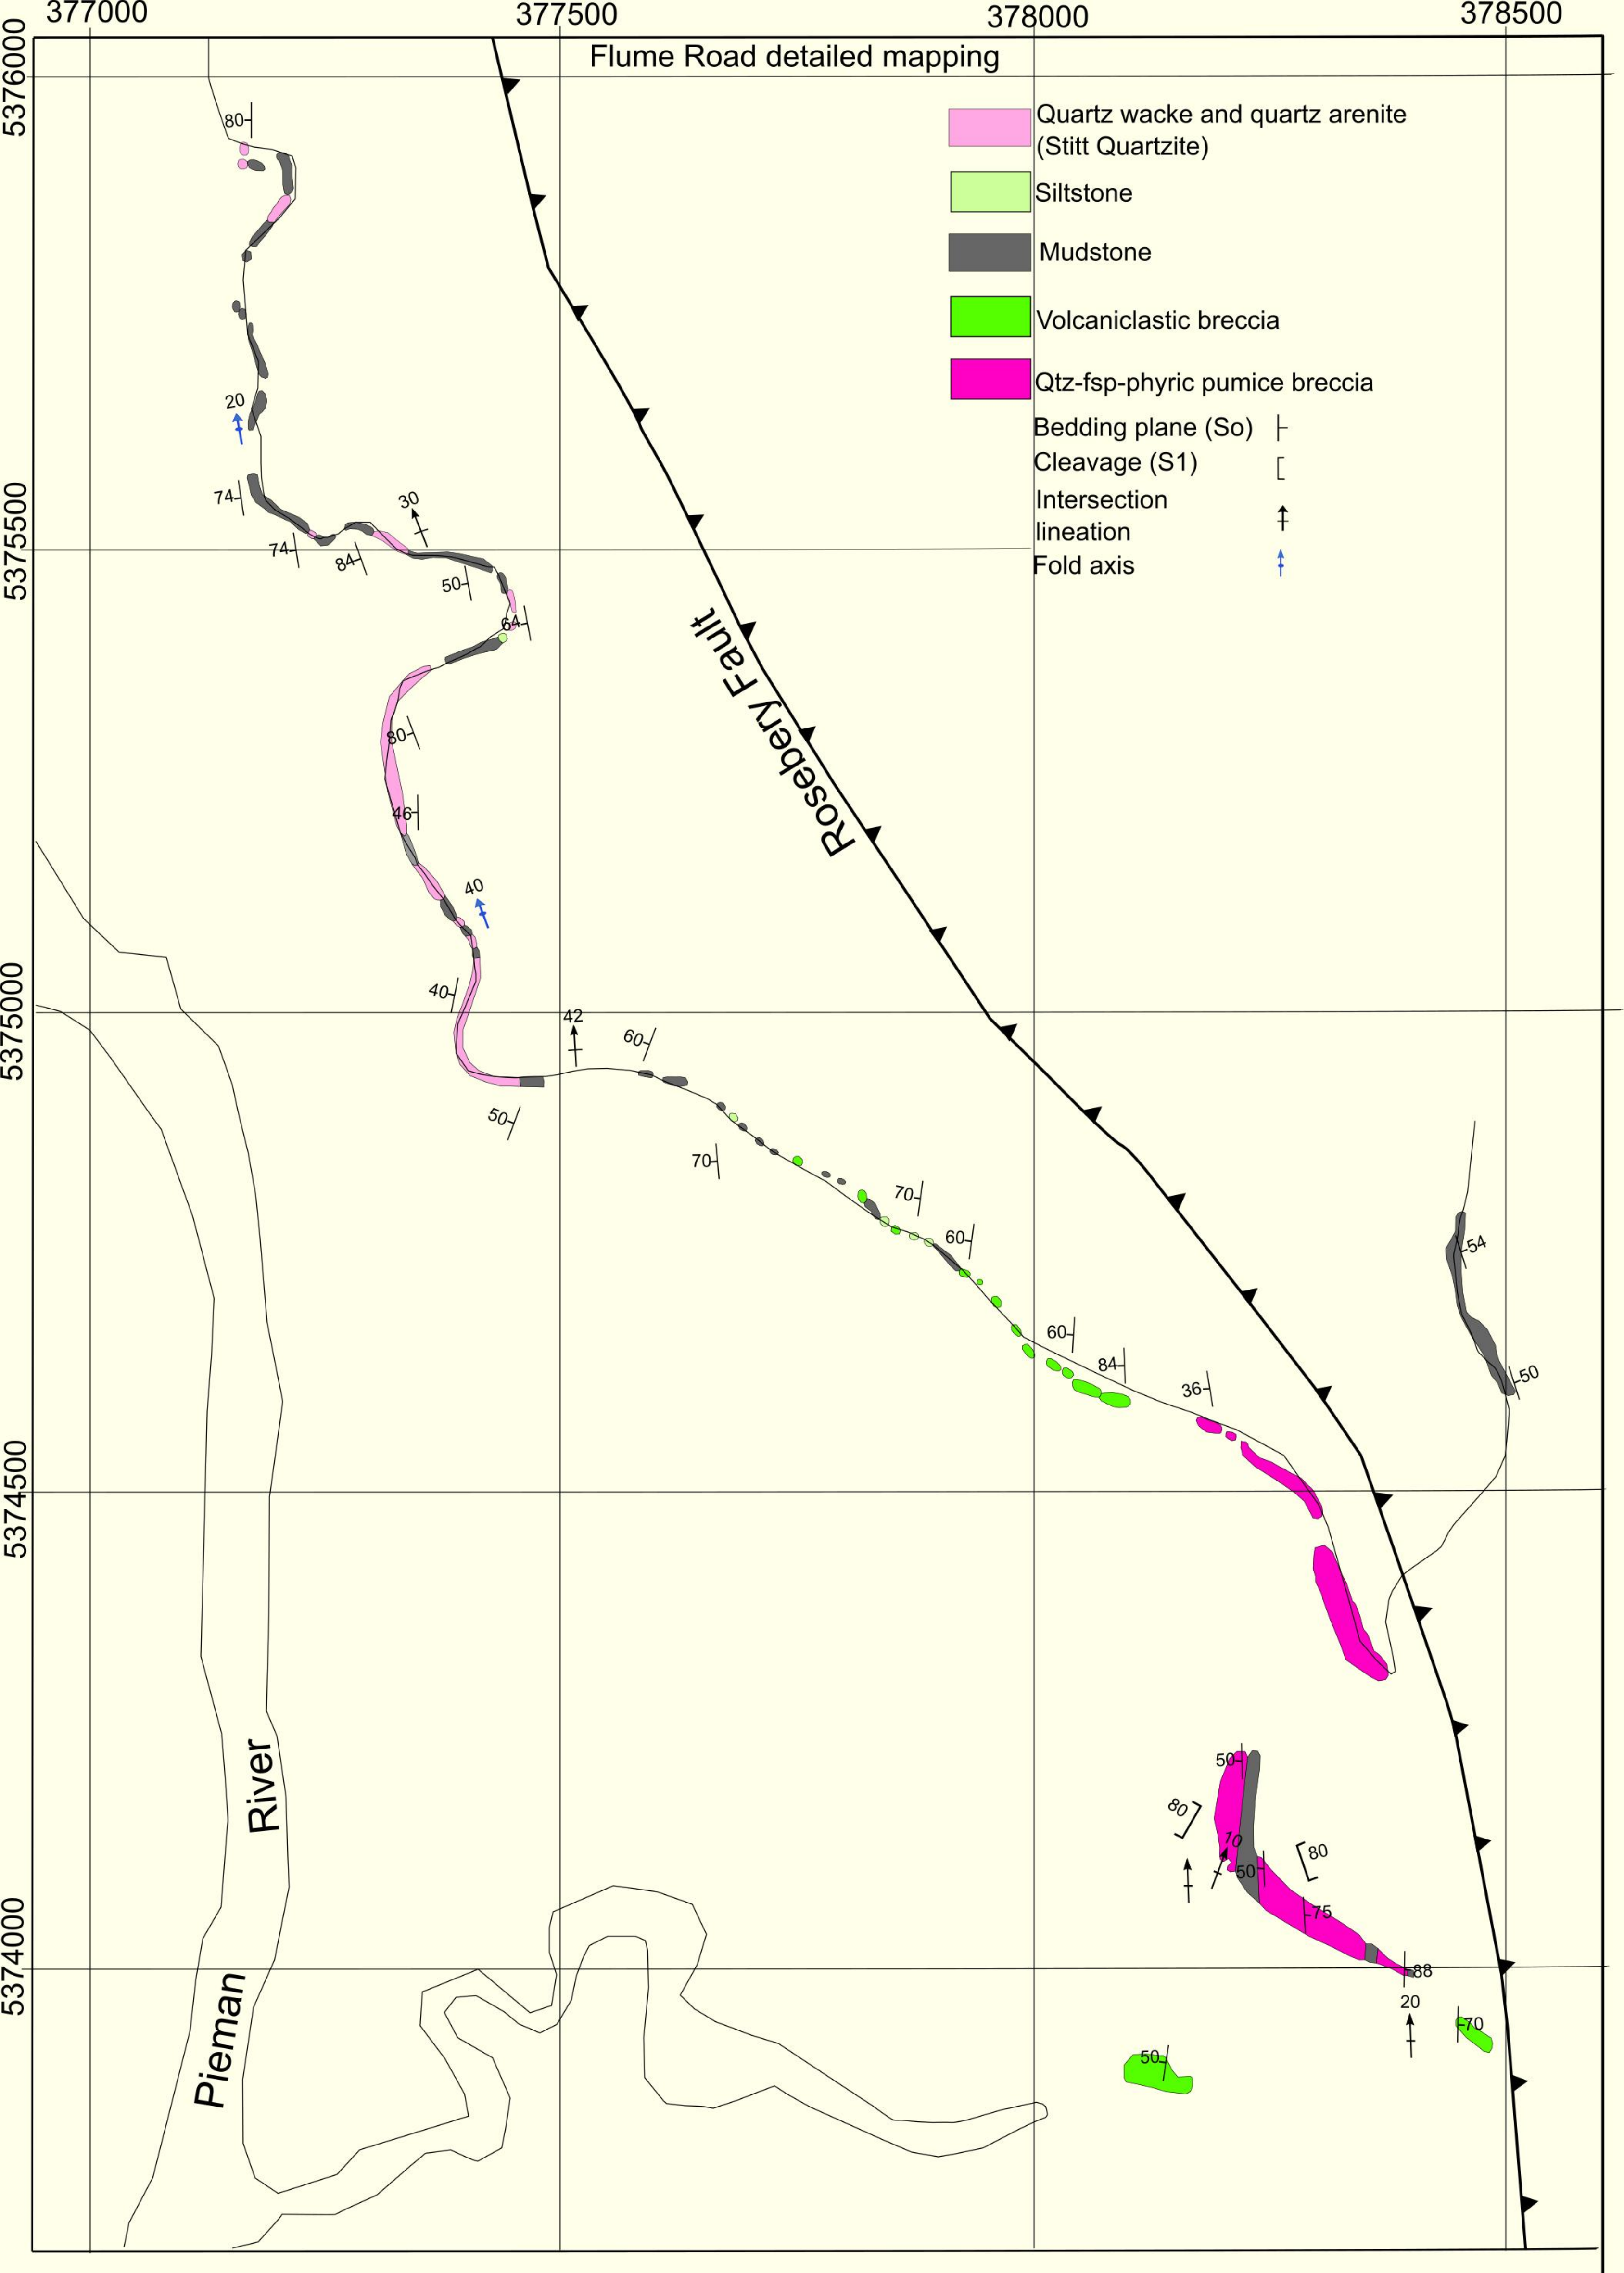 377000
377500
378000
378500
5376000
Flume Road detailed mapping
Quartz wacke and quartz arenite
(Stitt Quartzite)
80
Siltstone
Mudstone
Volcaniclastic breccia
Qtz-fsp-phyric pumice breccia
20
Bedding plane (So)
Cleavage (S1)
74
30
Intersection
lineation
5375500
74
84
50
Fold axis
64
Rosebery Fault
80
46
40
40
5375000
42
60
50
70
70
60
54
60
84
36
50
5374500
50
80
10
50
80
75
River
5374000
88
20
70
Pieman
50